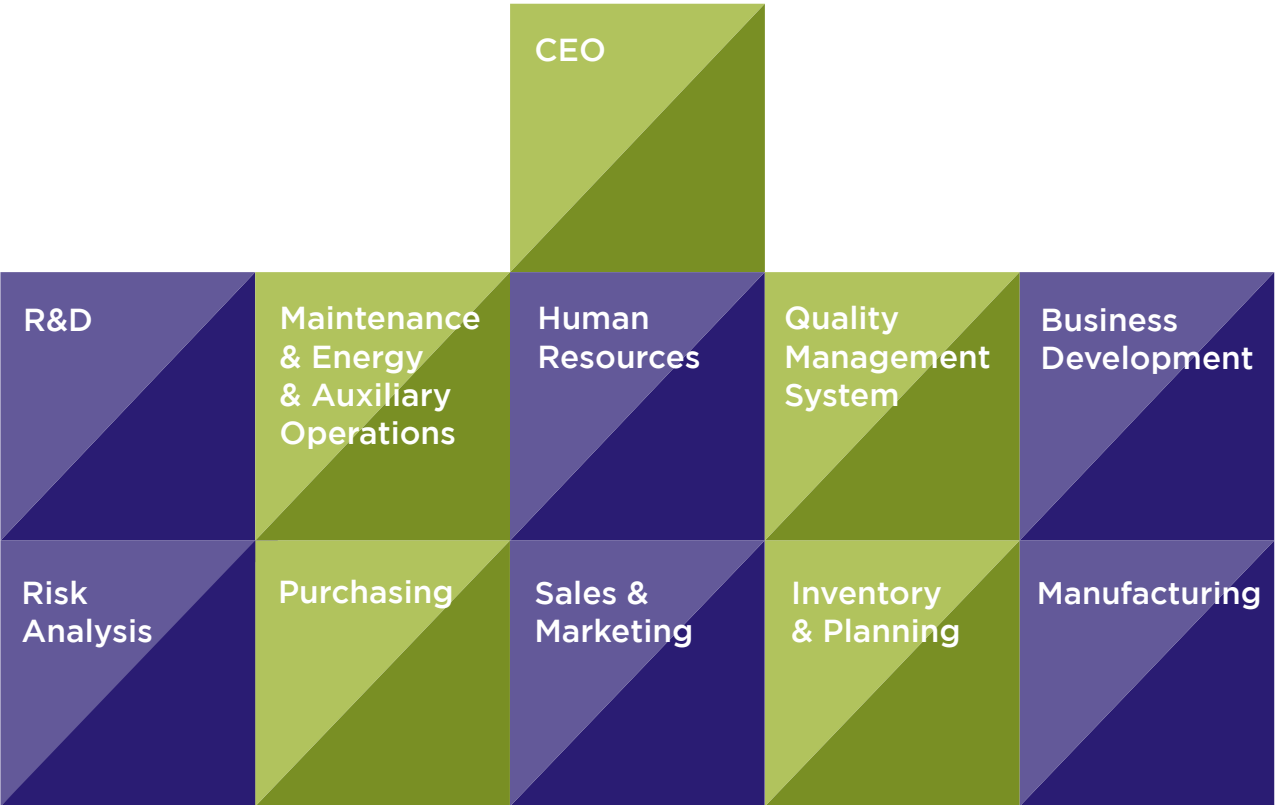 CEO
R&D
Maintenance
& Energy
& Auxiliary
Operations
Human
Resources
Quality
Management
System
Business
Development
Risk
Analysis
Purchasing
Sales &
Marketing
Inventory
& Planning
Manufacturing